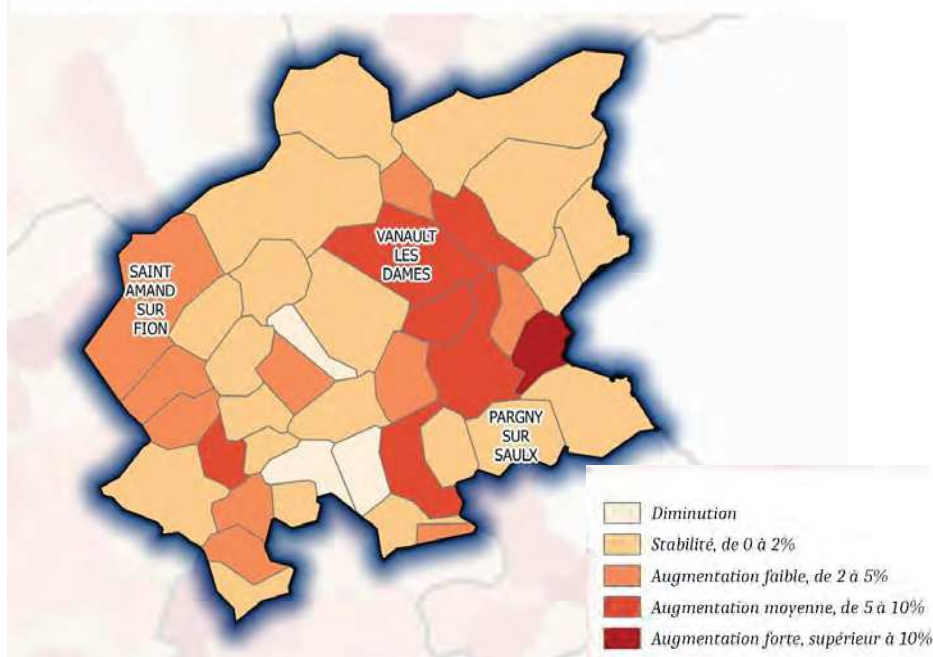 VANAULT
LES
DAMES
SAINT
AMAND
SUR
FION
PARGNY
SUR
SAULX
Diminution
Stabilité, de 0 à 2%
Augmentation faible, de 2 à 5%
Augmentation moyenne, de 5 à 10%
Augmentation forte, supérieur à 10%